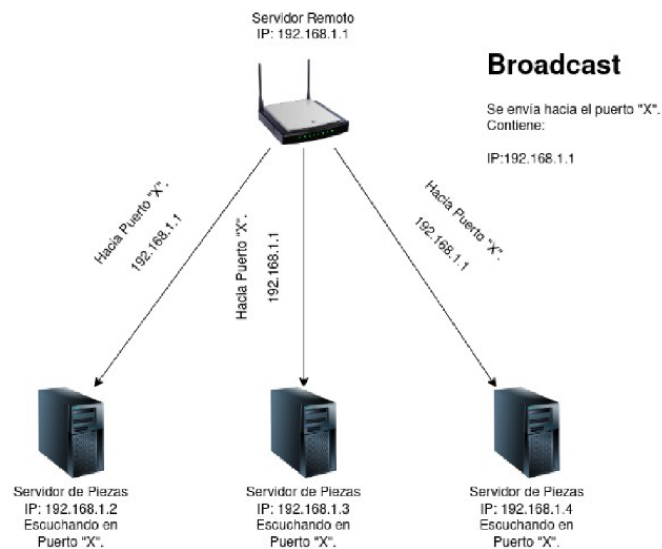 Servidor Remoto
IP: 192.168.1.1
Broadcast
Se envía hacia el puerto "X".
Contiene:
IP:192.168.1.1
Hacia Puerto "X".
192.168.1.1
Hacia Puerto "X".
192.168.1.1
Hacia Puerto "X".
192.168.1.1
Servidor de Piezas
IP: 192.168.1.2
Escuchando en
Puerto "X".
Servidor de Piezas
IP: 192.168.1.3
Escuchando en
Puerto "X".
Servidor de Piezas
IP: 192.168.1.4
Escuchando en
Puerto "X".